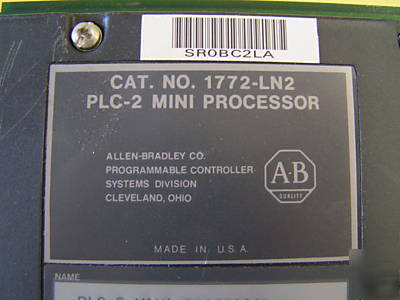 SR0BC2LA
CAT. NO. 1772-LN2
PLC-2 MINI PROCESSOR
ALLEN-BRADLEY CO.
PROGRAMMABLE CONTROLLER
SYSTEMS DIVISION
CLEVELAND, OHIO
A-B
QUALITY
MADE IN U.S.A.
NAME